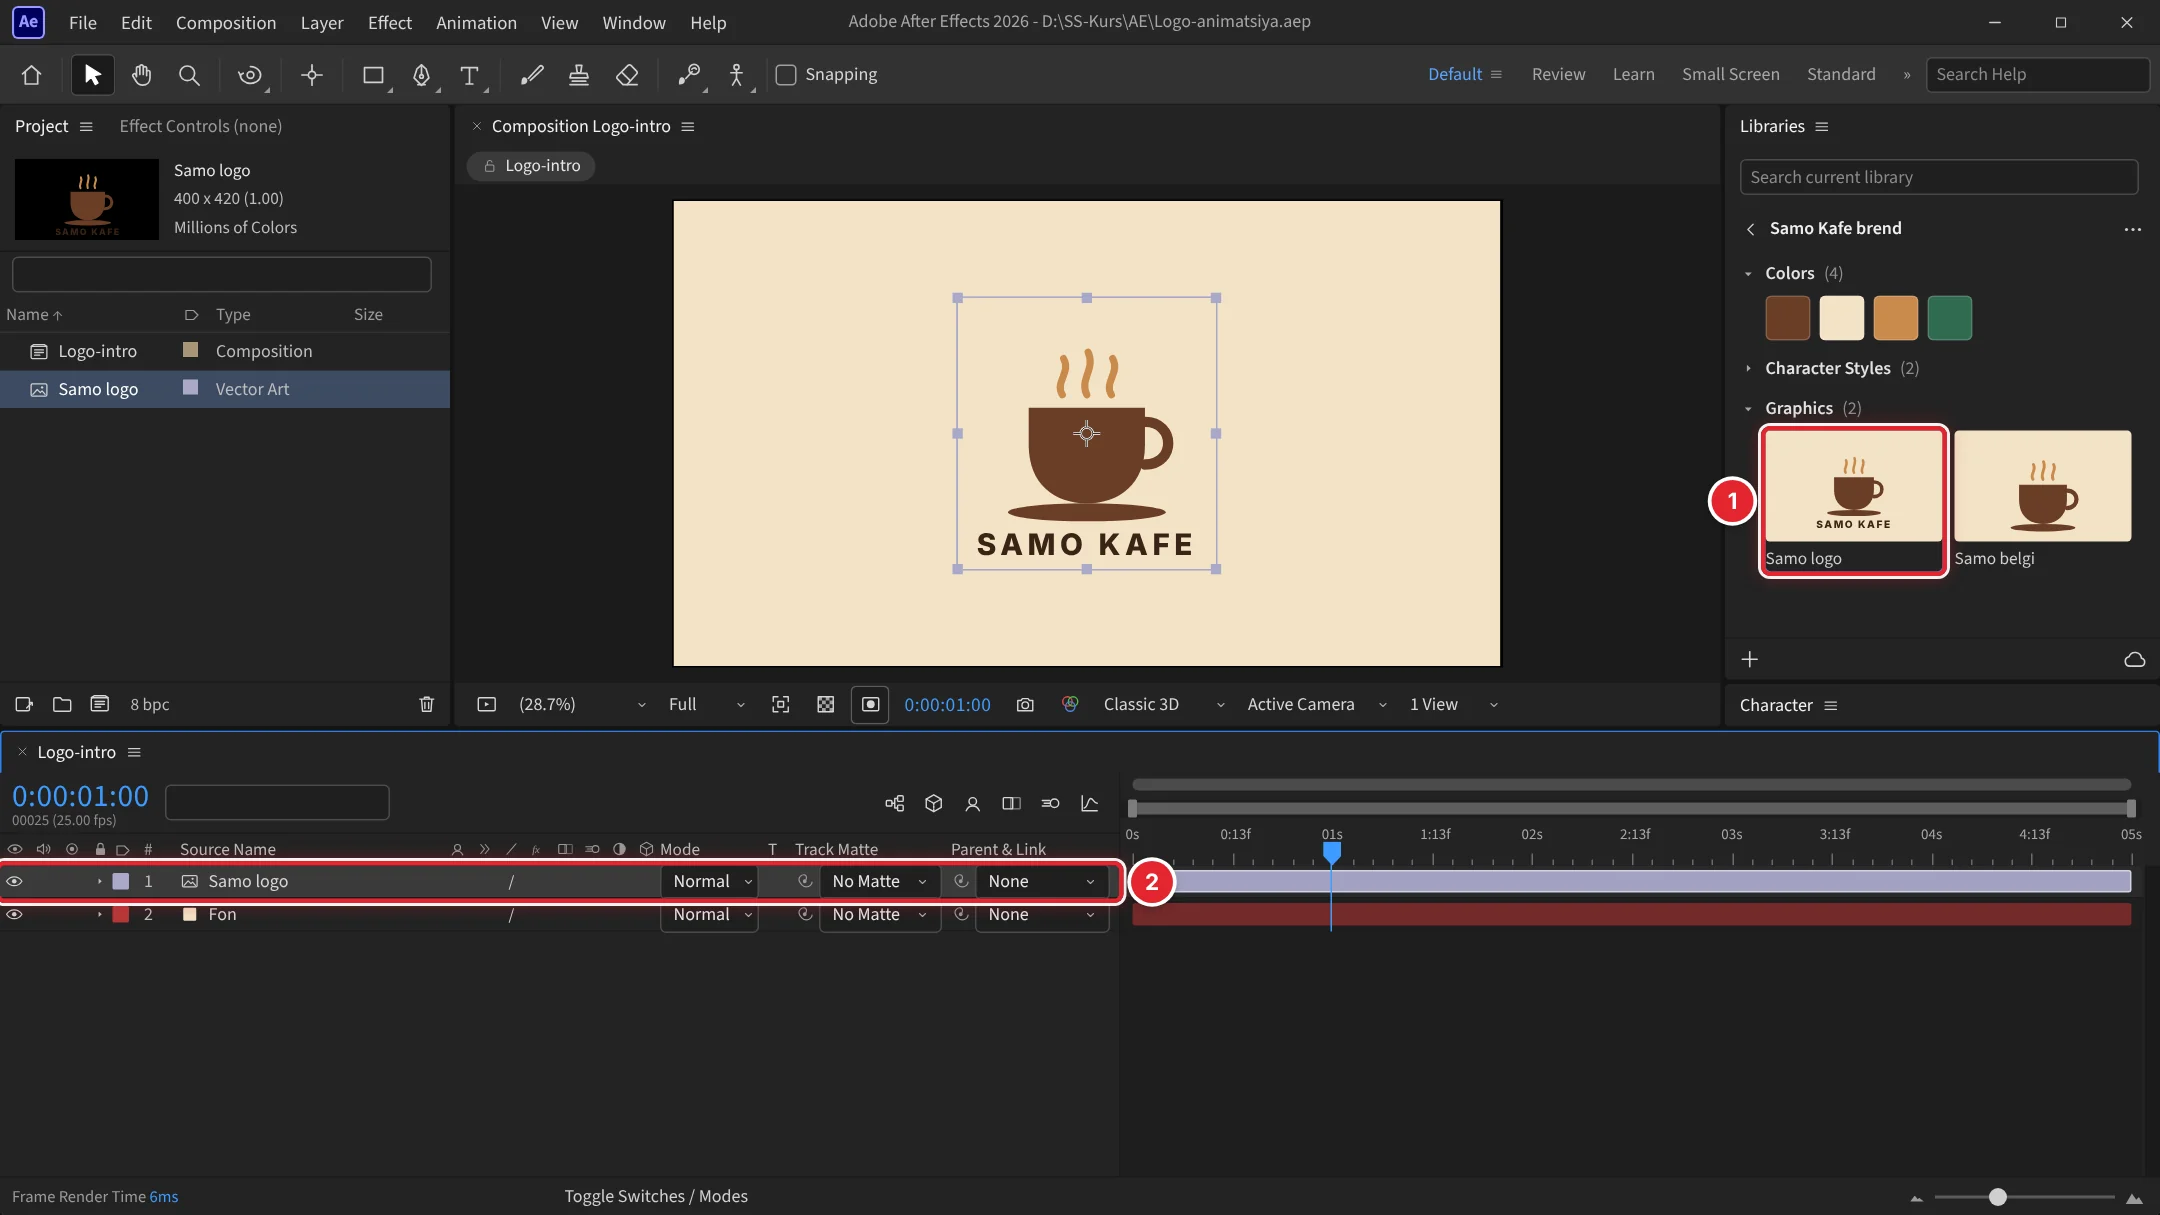 Ae File Edit Composition Layer Effect Animation View Window Help Adobe After Effects 2026 - D:\SS-Kurs\AE\Logo-animatsiya.aep
Snapping Default Review Learn Small Screen Standard » Search Help
Project Effect Controls (none)
Samo logo
400 x 420 (1.00)
Millions of Colors
SAMO KAFE
Name Type Size
Logo-intro Composition
Samo logo Vector Art
8 bpc
Composition Logo-intro
Logo-intro
SAMO KAFE
(28.7%) Full 0:00:01:00 Classic 3D Active Camera 1 View
Libraries
Search current library
Samo Kafe brend
Colors (4)
Character Styles (2)
Graphics (2)
1
SAMO KAFE
Samo logo Samo belgi
Character
Logo-intro
0:00:01:00
00025 (25.00 fps)
0s 0:13f 01s 1:13f 02s 2:13f 03s 3:13f 04s 4:13f 05s
# Source Name fx Mode T Track Matte Parent & Link
1 Samo logo / Normal No Matte None 2
2 Fon / Normal No Matte None
Frame Render Time 6ms Toggle Switches / Modes